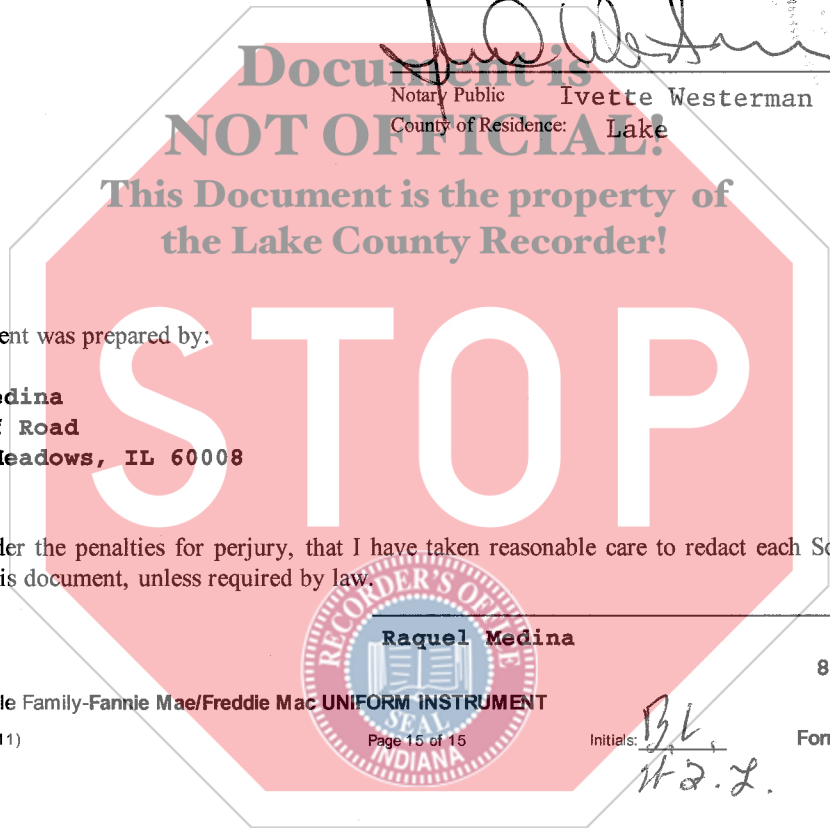 Document is
Notary Public Ivette Westerman
County of Residence: Lake
NOT OFFICIAL!
This Document is the property of
the Lake County Recorder!
ent was prepared by:
STOP
edina
Road
Meadows, IL 60008
der the penalties for perjury, that I have taken reasonable care to redact each So
is document, unless required by law.
RECORDER'S OFFICE
Raquel Medina
8
le Family-Fannie Mae/Freddie Mac UNIFORM INSTRUMENT
SEAL
11) Page 15 of 15 Initials: BL Form
INDIANA
H.L.